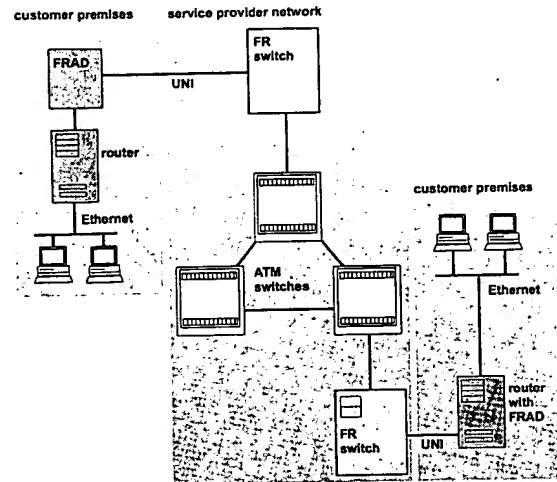 customer premises
service provider network
FRAD
UNI
FR
switch
router
Ethernet
customer premises
ATM
switches
Ethernet
FR
switch
UNI
router
with
FRAD